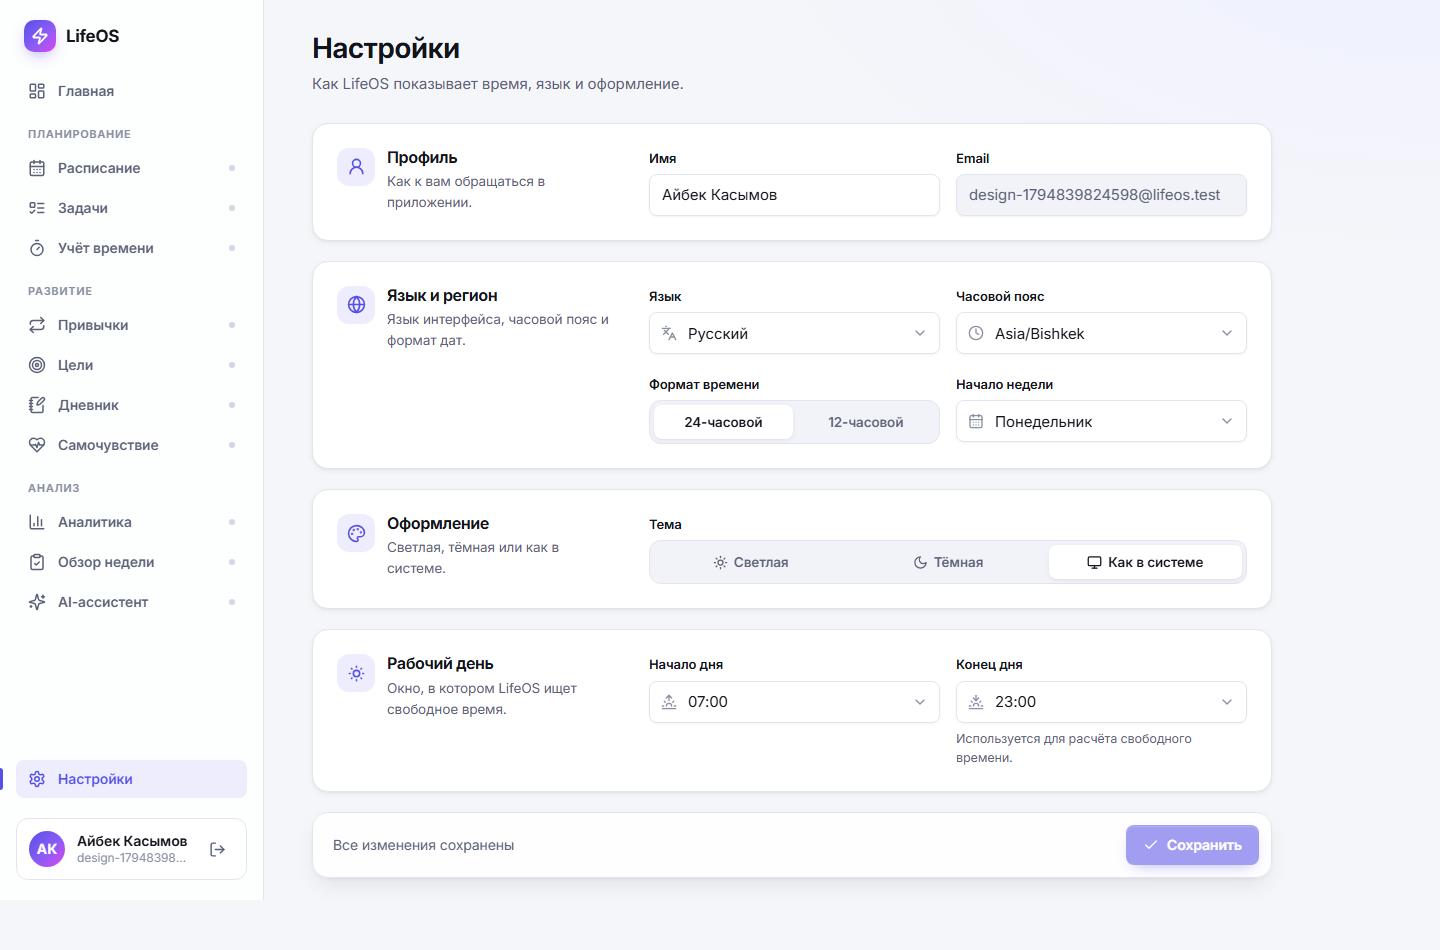 LifeOS
Главная
ПЛАНИРОВАНИЕ
Расписание
Задачи
Учёт времени
РАЗВИТИЕ
Привычки
Цели
Дневник
Самочувствие
АНАЛИЗ
Аналитика
Обзор недели
AI-ассистент
Настройки
АК
Айбек Касымов
design-17948398...
Настройки
Как LifeOS показывает время, язык и оформление.
Профиль
Как к вам обращаться в
приложении.
Имя
Айбек Касымов
Email
design-1794839824598@lifeos.test
Язык и регион
Язык интерфейса, часовой пояс и
формат дат.
Язык
Русский
Часовой пояс
Asia/Bishkek
Формат времени
24-часовой
12-часовой
Начало недели
Понедельник
Оформление
Светлая, тёмная или как в
системе.
Тема
Светлая
Тёмная
Как в системе
Рабочий день
Окно, в котором LifeOS ищет
свободное время.
Начало дня
07:00
Конец дня
23:00
Используется для расчёта свободного
времени.
Все изменения сохранены
Сохранить